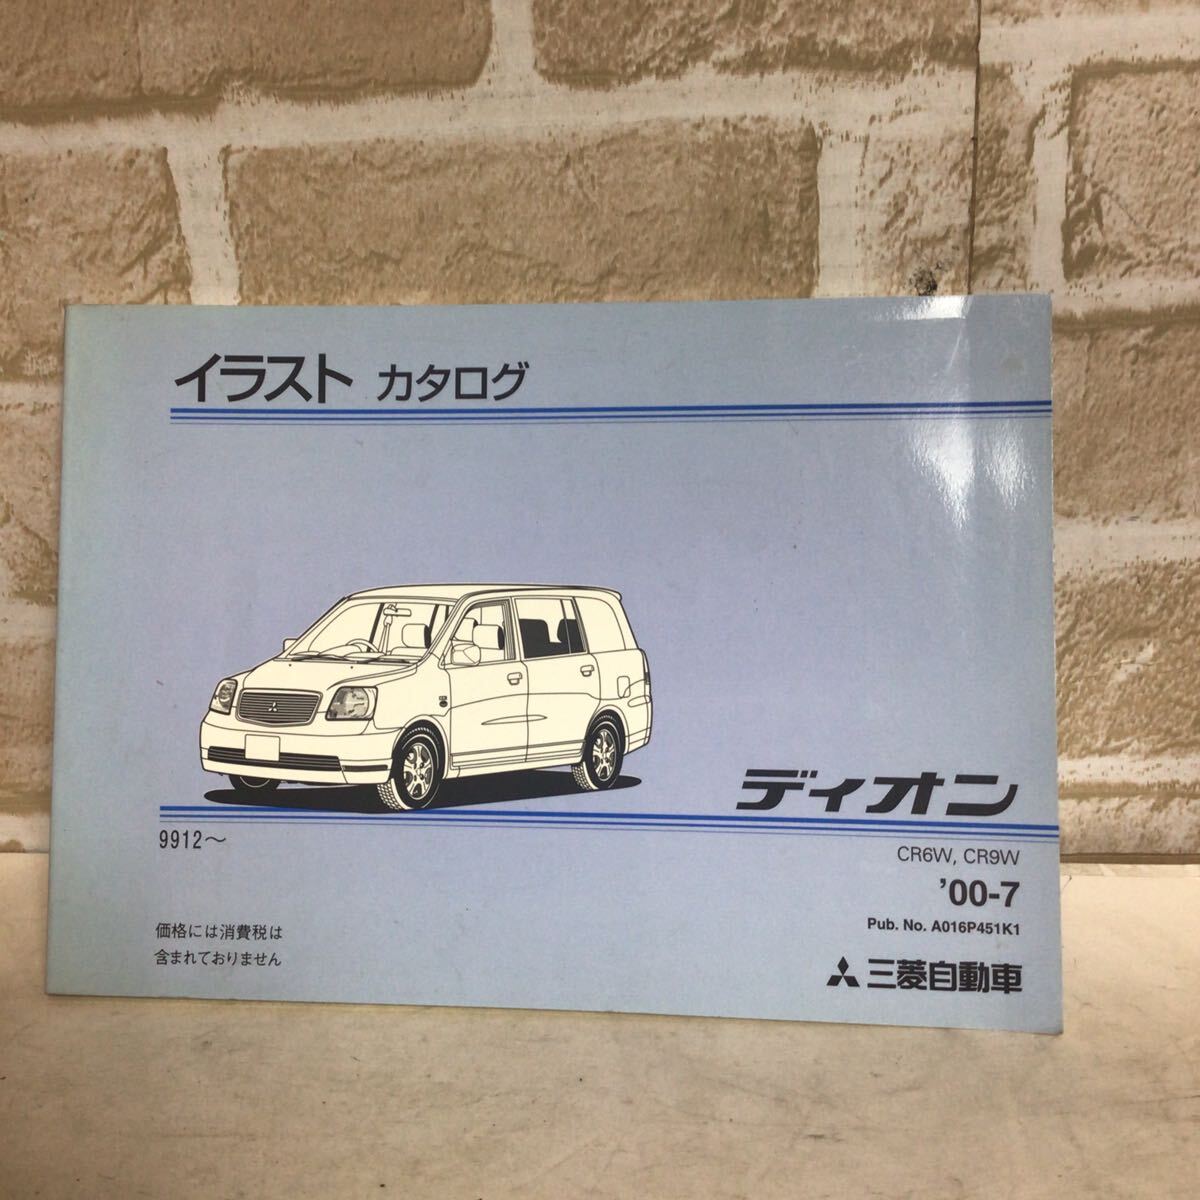 イラスト カタログ
ディオン
9912～
CR6W, CR9W
'00-7
Pub. No. A016P451K1
価格には消費税は
含まれておりません
三菱自動車